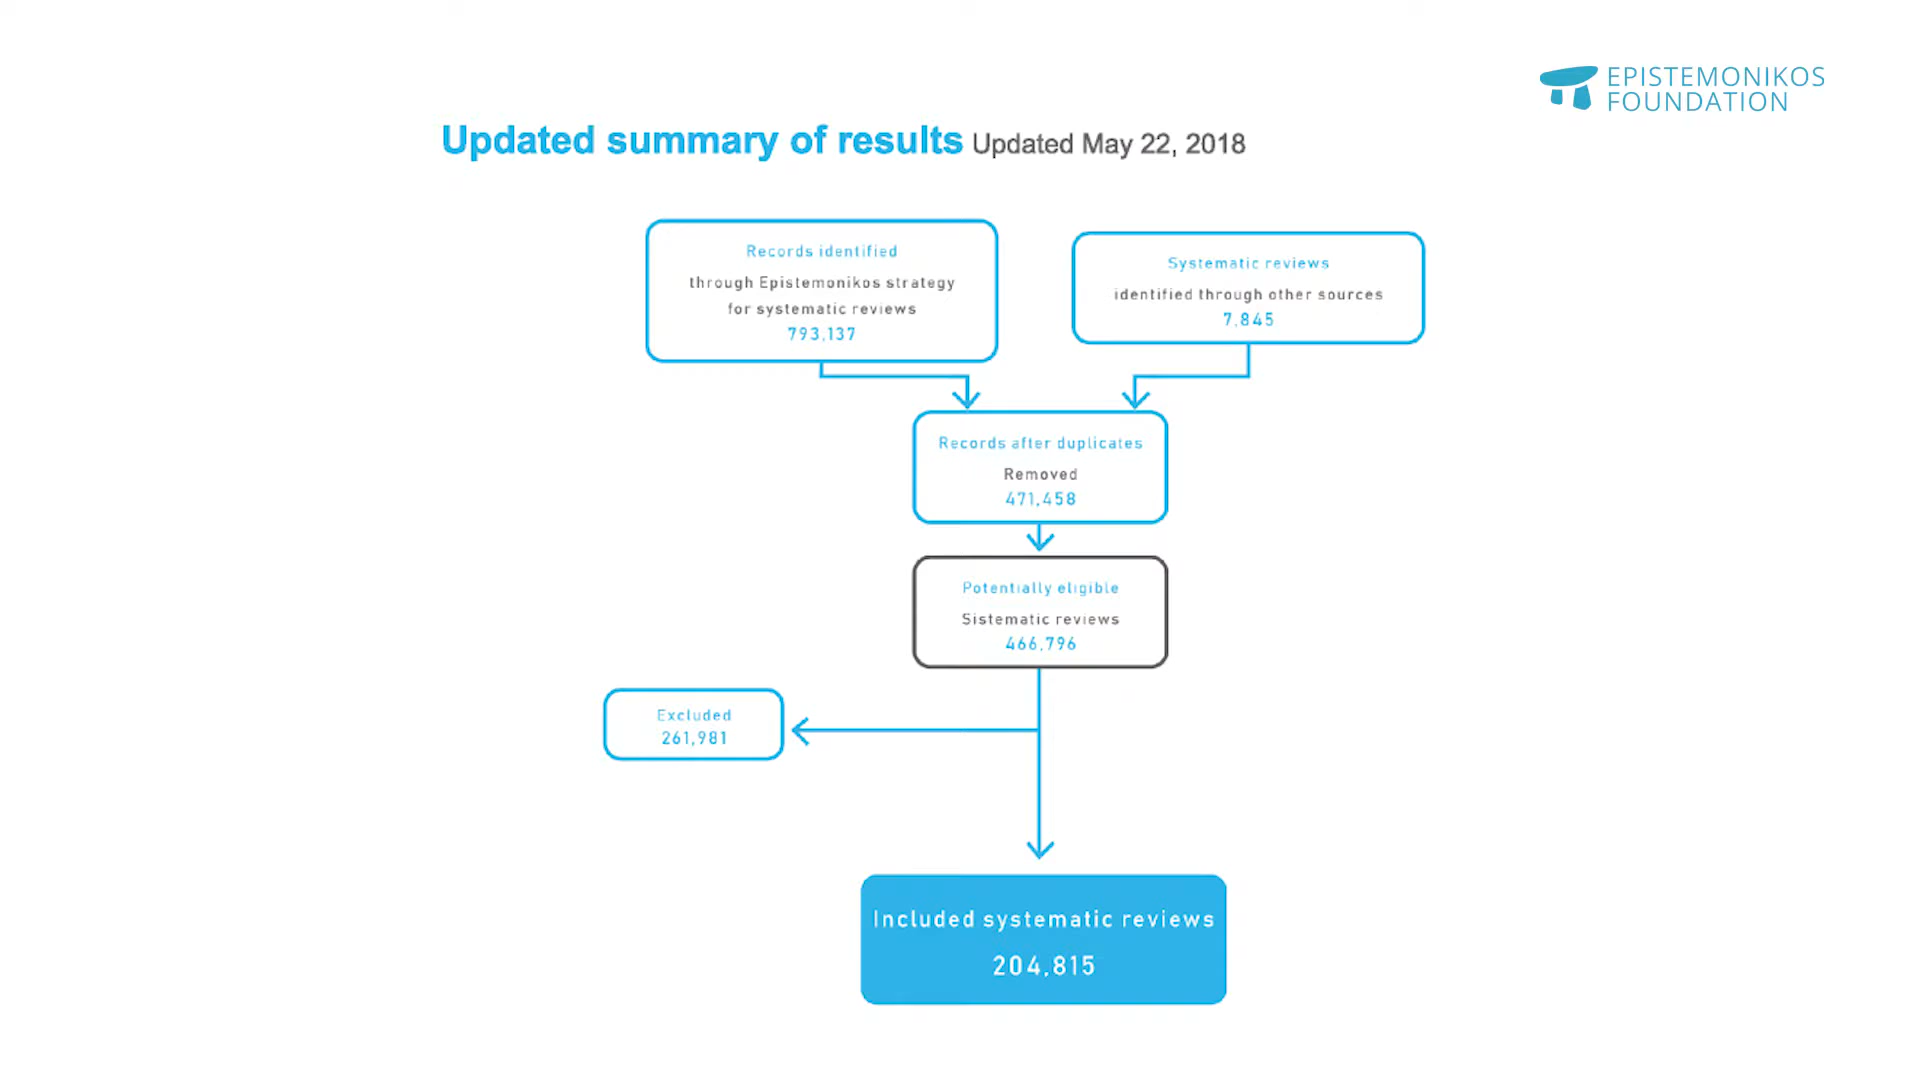 EPISTEMONIKOS
FOUNDATION
Updated summary of results Updated May 22, 2018
Records identified
through Epistemonikos strategy
for systematic reviews
793,137
Systematic reviews
identified through other sources
7,845
Records after duplicates
Removed
471,458
Potentially eligible
Sistematic reviews
466,796
Excluded
261,981
Included systematic reviews
204,815